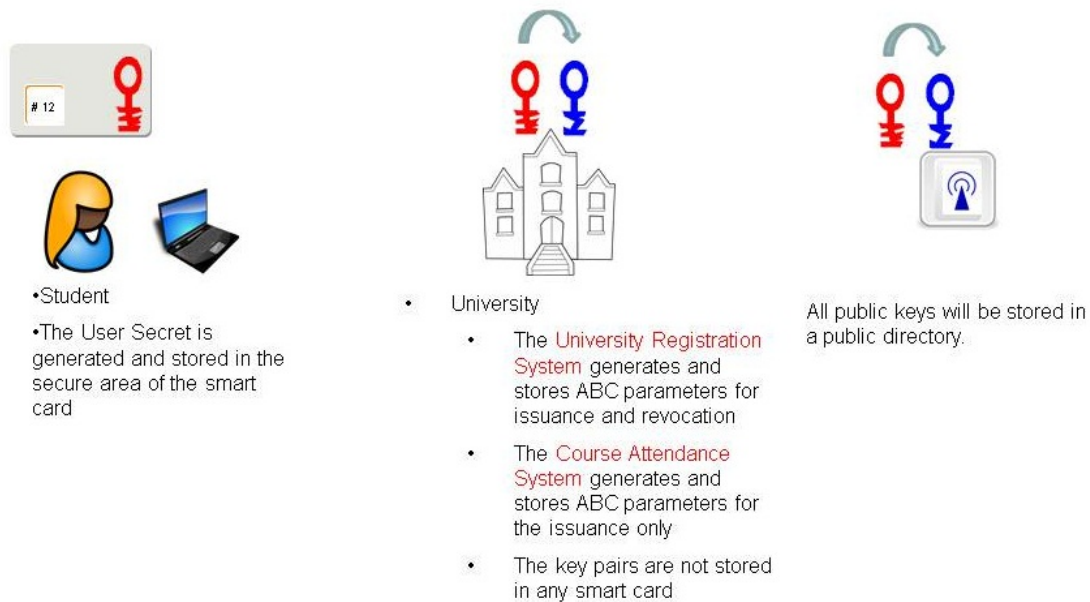 # 12
•Student
•The User Secret is
generated and stored in the
secure area of the smart
card
• University
• The University Registration
System generates and
stores ABC parameters for
issuance and revocation
• The Course Attendance
System generates and
stores ABC parameters for
the issuance only
• The key pairs are not stored
in any smart card
All public keys will be stored in
a public directory.